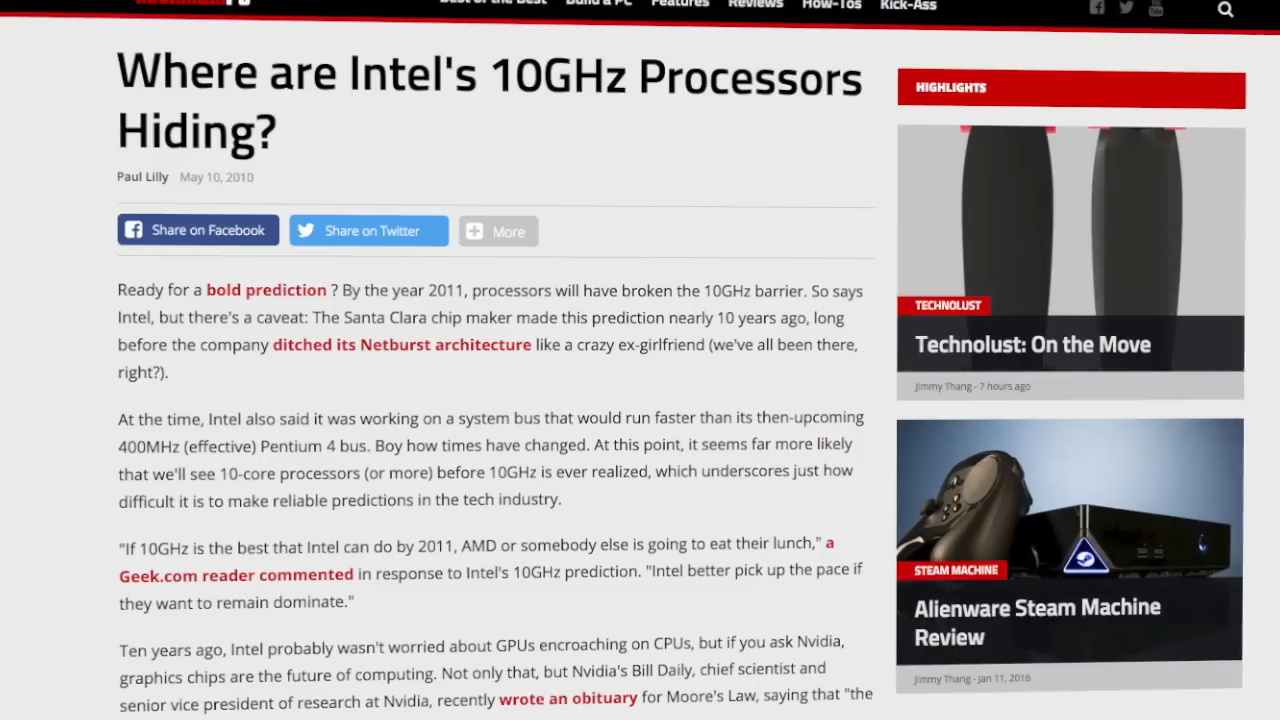 Best of the Best Build a PC Features Reviews How-Tos Kick-Ass
Where are Intel's 10GHz Processors
Hiding?
Paul Lilly May 10, 2010
Share on Facebook Share on Twitter More
Ready for a bold prediction ? By the year 2011, processors will have broken the 10GHz barrier. So says
Intel, but there's a caveat: The Santa Clara chip maker made this prediction nearly 10 years ago, long
before the company ditched its Netburst architecture like a crazy ex-girlfriend (we've all been there,
right?).
At the time, Intel also said it was working on a system bus that would run faster than its then-upcoming
400MHz (effective) Pentium 4 bus. Boy how times have changed. At this point, it seems far more likely
that we'll see 10-core processors (or more) before 10GHz is ever realized, which underscores just how
difficult it is to make reliable predictions in the tech industry.
"If 10GHz is the best that Intel can do by 2011, AMD or somebody else is going to eat their lunch," a
Geek.com reader commented in response to Intel's 10GHz prediction. "Intel better pick up the pace if
they want to remain dominate."
Ten years ago, Intel probably wasn't worried about GPUs encroaching on CPUs, but if you ask Nvidia,
graphics chips are the future of computing. Not only that, but Nvidia's Bill Daily, chief scientist and
senior vice president of research at Nvidia, recently wrote an obituary for Moore's Law, saying that "the
HIGHLIGHTS
TECHNOLUST
Technolust: On the Move
Jimmy Thang - 7 hours ago
STEAM MACHINE
Alienware Steam Machine
Review
Jimmy Thang - Jan 11, 2016